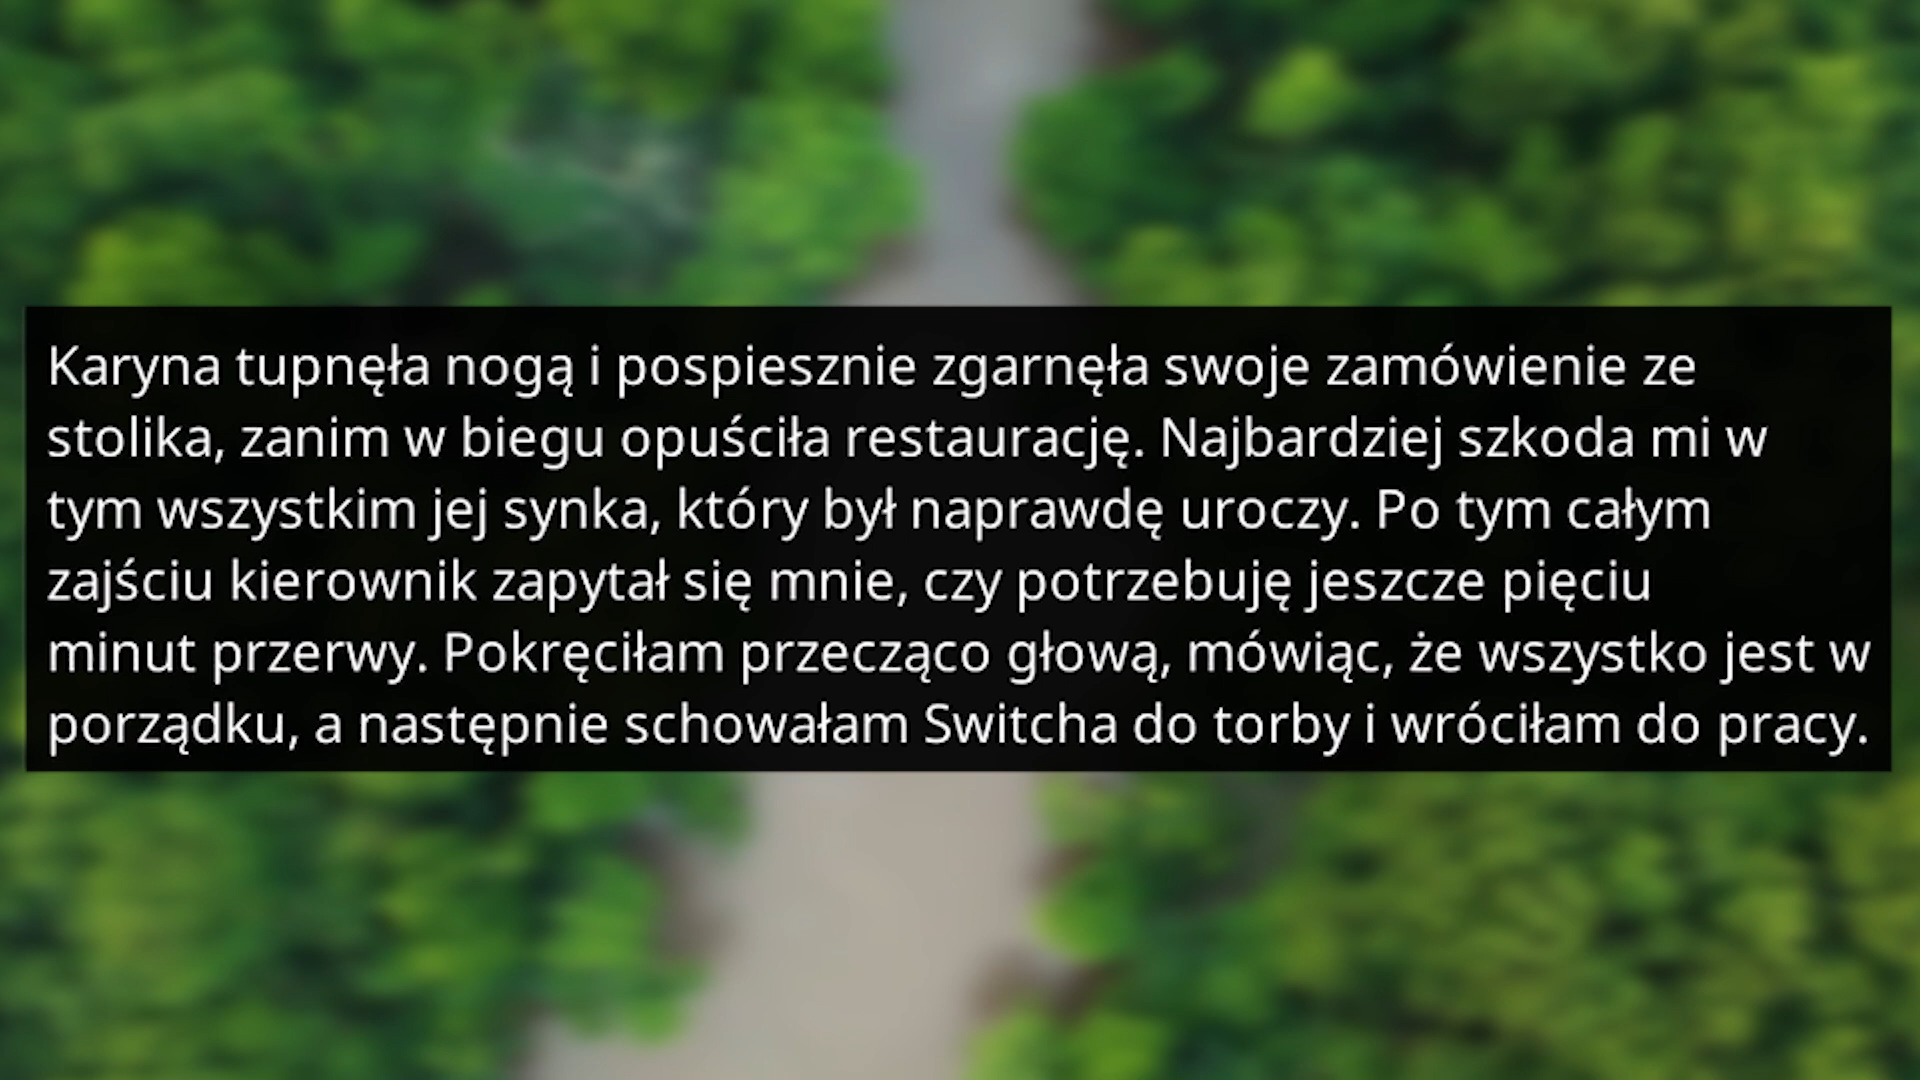 Karyna tupnęła nogą i pospiesznie zgarnęła swoje zamówienie ze
stolika, zanim w biegu opuściła restaurację. Najbardziej szkoda mi w
tym wszystkim jej synka, który był naprawdę uroczy. Po tym całym
zajściu kierownik zapytał się mnie, czy potrzebuję jeszcze pięciu
minut przerwy. Pokręciłam przecząco głową, mówiąc, że wszystko jest w
porządku, a następnie schowałam Switcha do torby i wróciłam do pracy.